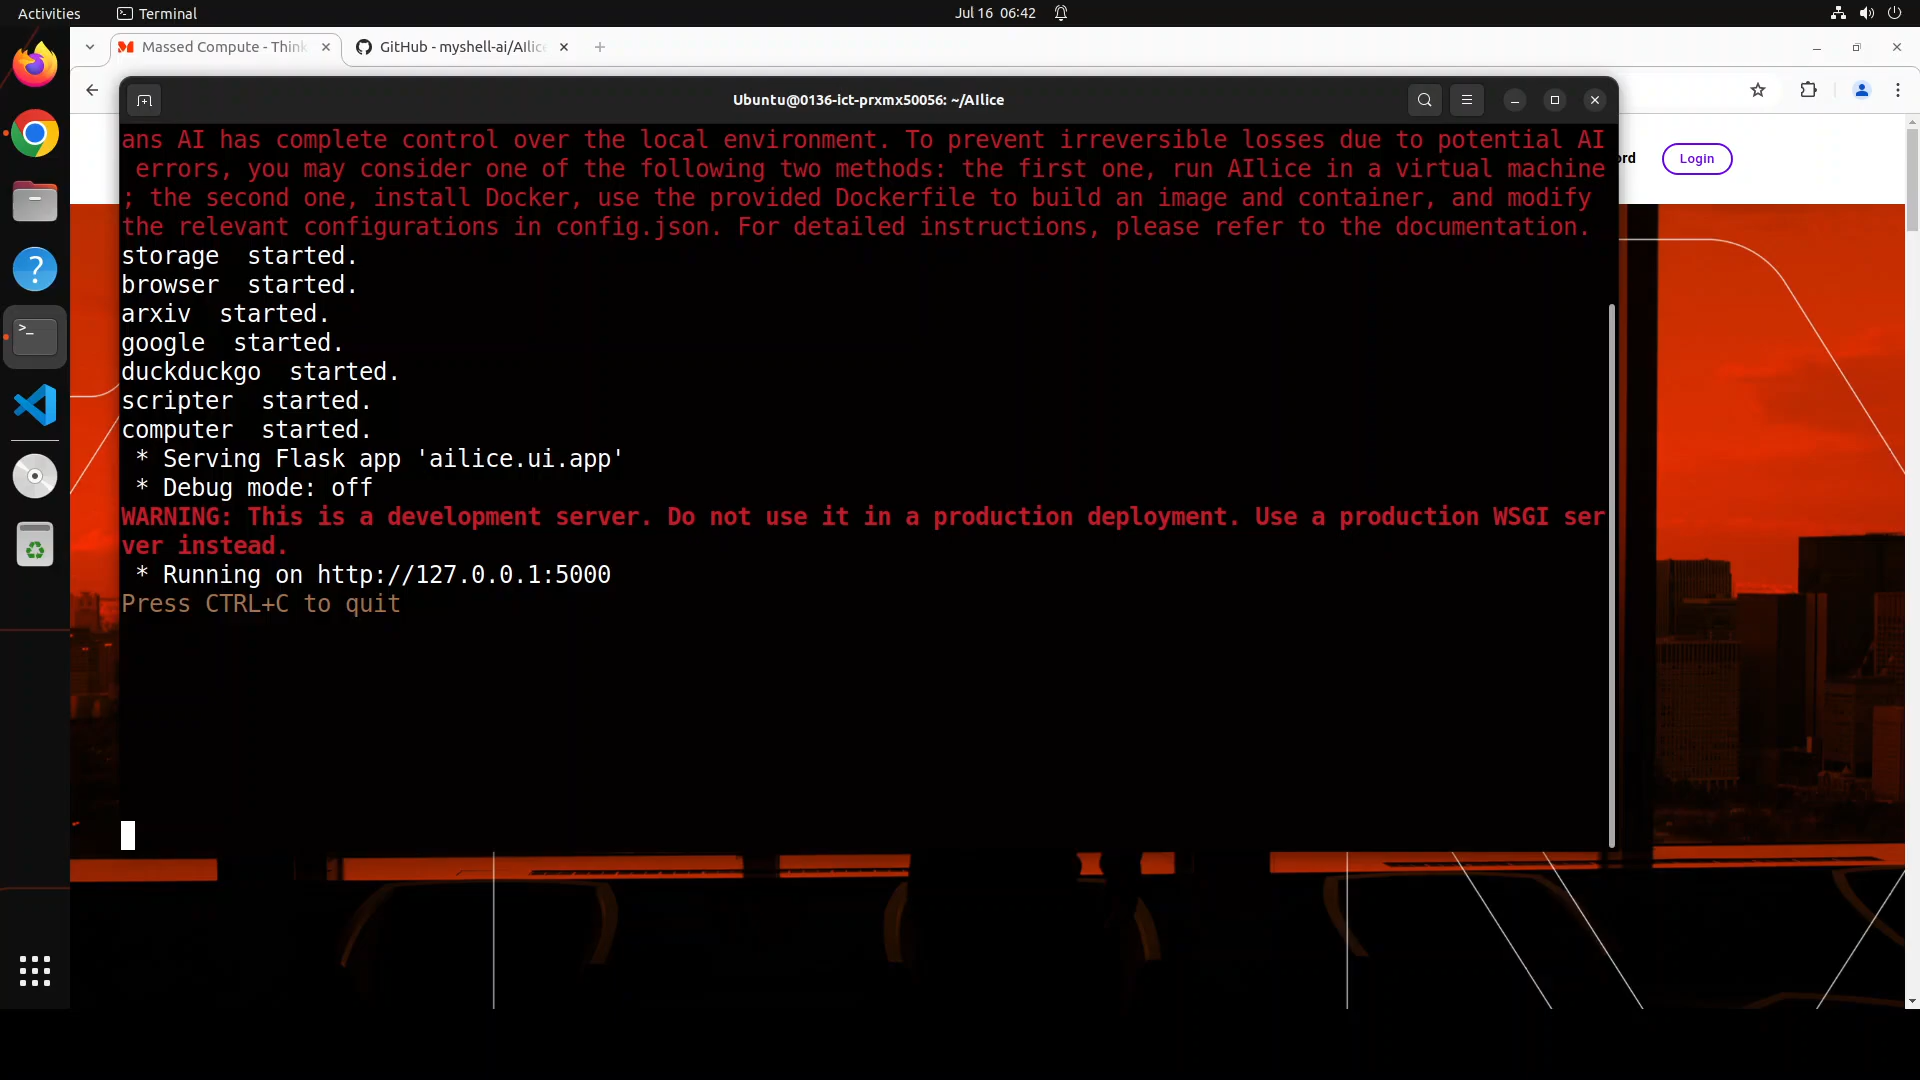 Activities
Terminal
Jul 16 06:42
Massed Compute - Think
GitHub - myshell-ai/AIlice
Ubuntu@0136-ict-prxmx50056: ~/AIlice
Login
ans AI has complete control over the local environment. To prevent irreversible losses due to potential AI
errors, you may consider one of the following two methods: the first one, run AIlice in a virtual machine
; the second one, install Docker, use the provided Dockerfile to build an image and container, and modify
the relevant configurations in config.json. For detailed instructions, please refer to the documentation.
storage  started.
browser  started.
arxiv  started.
google  started.
duckduckgo  started.
scripter  started.
computer  started.
* Serving Flask app 'ailice.ui.app'
* Debug mode: off
WARNING: This is a development server. Do not use it in a production deployment. Use a production WSGI ser
ver instead.
* Running on http://127.0.0.1:5000
Press CTRL+C to quit